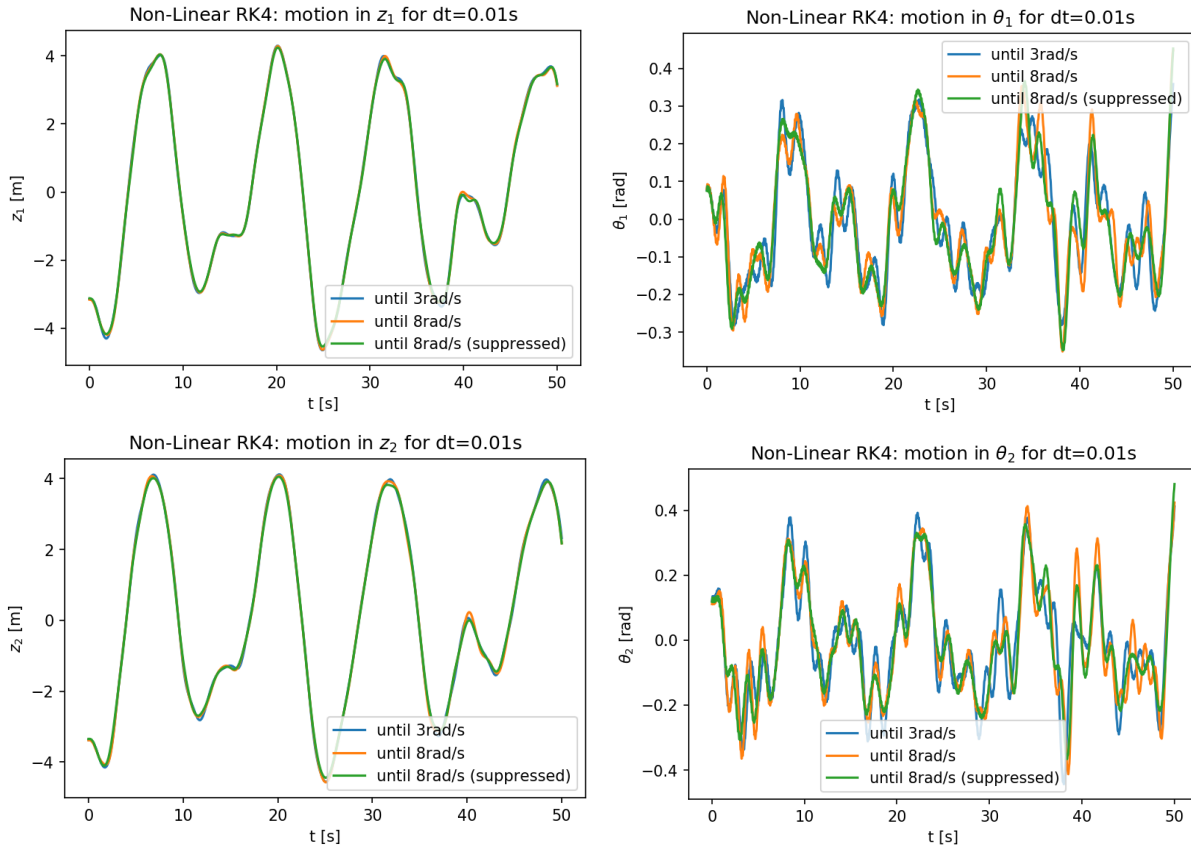 Non-Linear RK4: motion in z₁ for dt=0.01s
z₁ [m]
4
2
0
−2
−4
until 3rad/s
until 8rad/s
until 8rad/s (suppressed)
0 10 20 30 40 50
t [s]
Non-Linear RK4: motion in θ₁ for dt=0.01s
θ₁ [rad]
0.4
0.3
0.2
0.1
0.0
−0.1
−0.2
−0.3
until 3rad/s
until 8rad/s
until 8rad/s (suppressed)
0 10 20 30 40 50
t [s]
Non-Linear RK4: motion in z₂ for dt=0.01s
z₂ [m]
4
2
0
−2
−4
until 3rad/s
until 8rad/s
until 8rad/s (suppressed)
0 10 20 30 40 50
t [s]
Non-Linear RK4: motion in θ₂ for dt=0.01s
θ₂ [rad]
0.4
0.2
0.0
−0.2
−0.4
until 3rad/s
until 8rad/s
until 8rad/s (suppressed)
0 10 20 30 40 50
t [s]